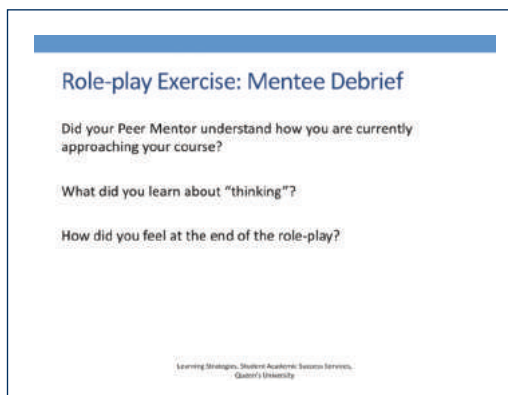 Role-play Exercise: Mentee Debrief
Did your Peer Mentor understand how you are currently
approaching your course?
What did you learn about “thinking”?
How did you feel at the end of the role-play?
Learning Strategies, Student Academic Success Services,
Queen's University